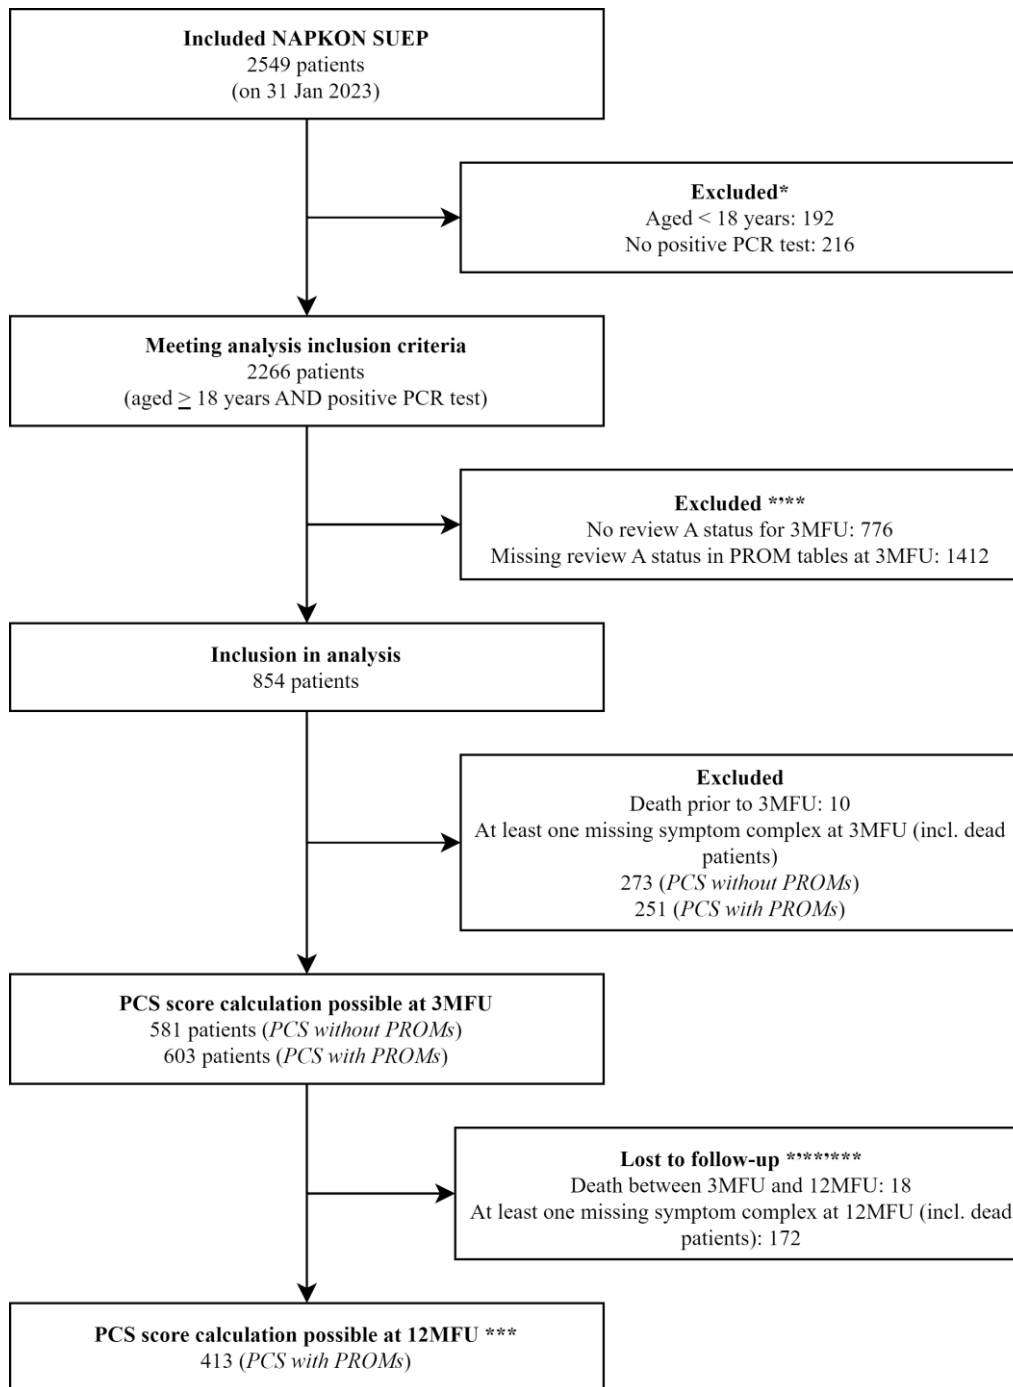 Included NAPKON SUEP
2549 patients
(on 31 Jan 2023)
Excluded*
Aged < 18 years: 192
No positive PCR test: 216
Meeting analysis inclusion criteria
2266 patients
(aged ≥ 18 years AND positive PCR test)
Excluded *'**
No review A status for 3MFU: 776
Missing review A status in PROM tables at 3MFU: 1412
Inclusion in analysis
854 patients
Excluded
Death prior to 3MFU: 10
At least one missing symptom complex at 3MFU (incl. dead
patients)
273 (PCS without PROMs)
251 (PCS with PROMs)
PCS score calculation possible at 3MFU
581 patients (PCS without PROMs)
603 patients (PCS with PROMs)
Lost to follow-up *'**'***
Death between 3MFU and 12MFU: 18
At least one missing symptom complex at 12MFU (incl. dead
patients): 172
PCS score calculation possible at 12MFU ***
413 (PCS with PROMs)